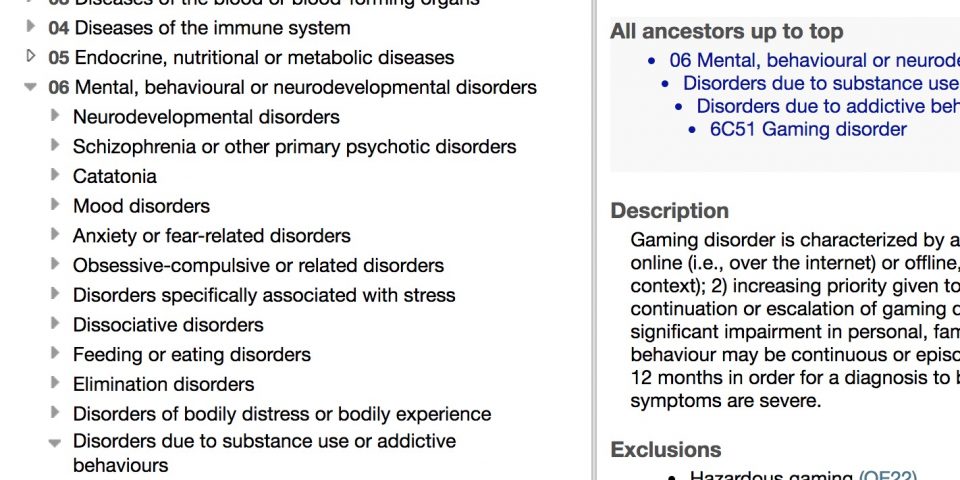 03 Diseases of the blood or blood-forming organs
04 Diseases of the immune system
05 Endocrine, nutritional or metabolic diseases
06 Mental, behavioural or neurodevelopmental disorders
Neurodevelopmental disorders
Schizophrenia or other primary psychotic disorders
Catatonia
Mood disorders
Anxiety or fear-related disorders
Obsessive-compulsive or related disorders
Disorders specifically associated with stress
Dissociative disorders
Feeding or eating disorders
Elimination disorders
Disorders of bodily distress or bodily experience
Disorders due to substance use or addictive
behaviours
All ancestors up to top
06 Mental, behavioural or neurode
Disorders due to substance use
Disorders due to addictive beh
6C51 Gaming disorder
Description
Gaming disorder is characterized by a
online (i.e., over the internet) or offline,
context); 2) increasing priority given to
continuation or escalation of gaming
significant impairment in personal, fam
behaviour may be continuous or episo
12 months in order for a diagnosis to b
symptoms are severe.
Exclusions
Hazardous gaming (QE22)